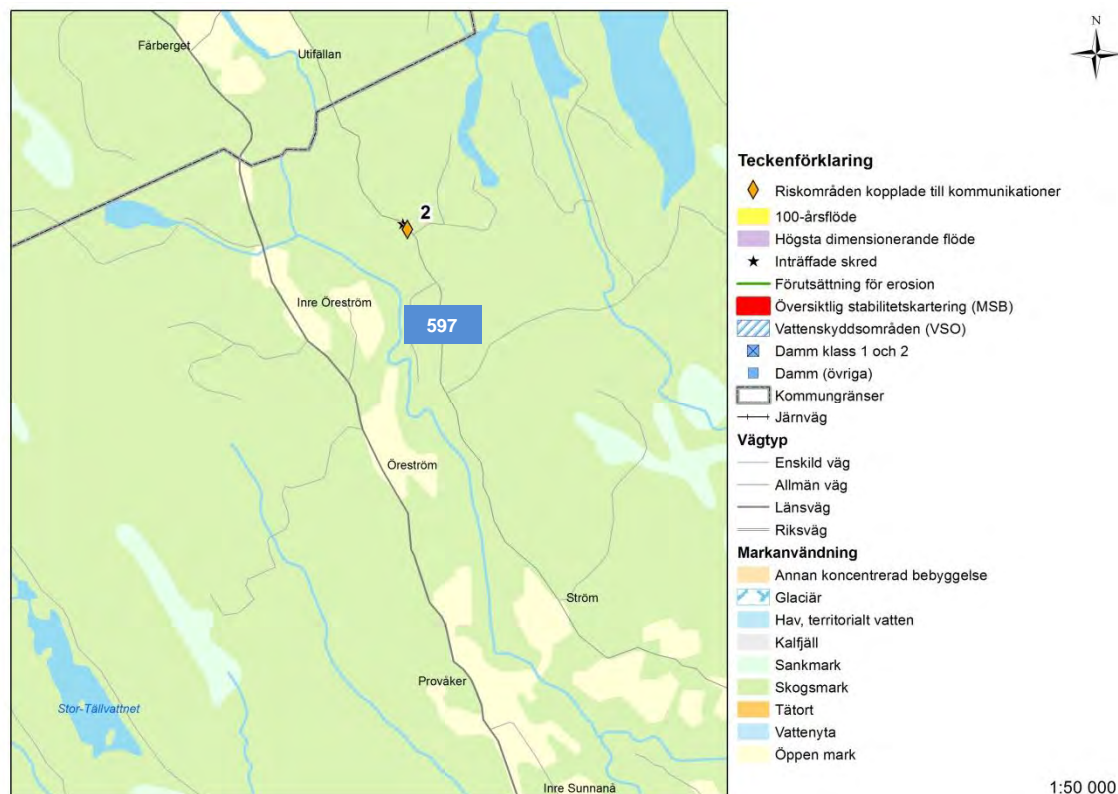 Fårberget
Utifällan
2
Inre Öreström
597
Öreström
Ström
Provåker
Stor-Tällvattnet
Inre Sunnanå
N
Teckenförklaring
Riskområden kopplade till kommunikationer
100-årsflöde
Högsta dimensionerande flöde
Inträffade skred
Förutsättning för erosion
Översiktlig stabilitetskartering (MSB)
Vattenskyddsområden (VSO)
Damm klass 1 och 2
Damm (övriga)
Kommungränser
Järnväg
Vägtyp
Enskild väg
Allmän väg
Länsväg
Riksväg
Markanvändning
Annan koncentrerad bebyggelse
Glaciär
Hav, territorialt vatten
Kalfjäll
Sankmark
Skogsmark
Tätort
Vattenyta
Öppen mark
1:50 000